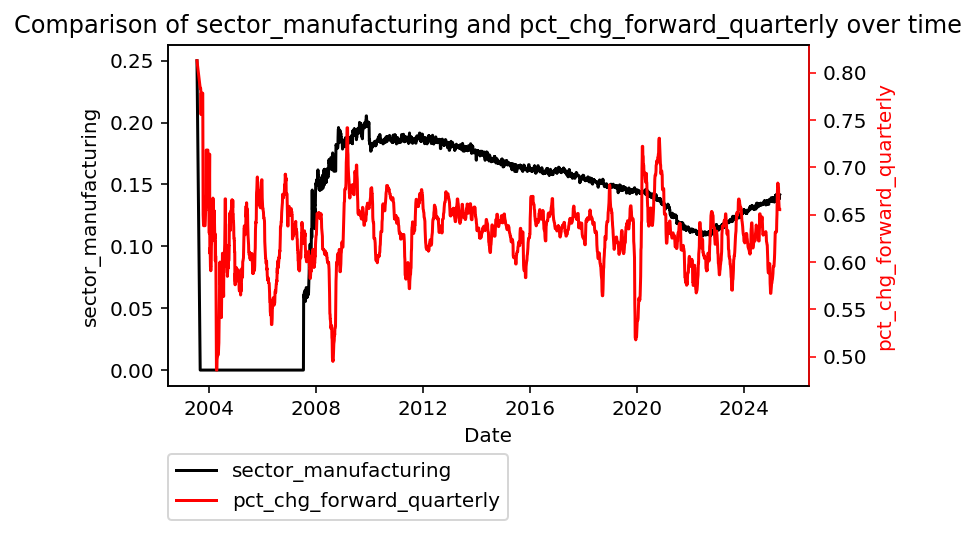 Comparison of sector_manufacturing and pct_chg_forward_quarterly over time
sector_manufacturing
0.25
0.20
0.15
0.10
0.05
0.00
0.80
0.75
0.70
0.65
0.60
0.55
0.50
pct_chg_forward_quarterly
2004 2008 2012 2016 2020 2024
Date
sector_manufacturing
pct_chg_forward_quarterly